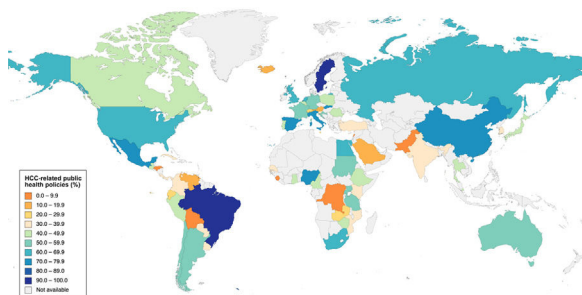 HCC-related public
health policies (%)
0.0 – 9.9
10.0 – 19.9
20.0 – 29.9
30.0 – 39.9
40.0 – 49.9
50.0 – 59.9
60.0 – 69.9
70.0 – 79.9
80.0 – 89.0
90.0 – 100.0
Not available